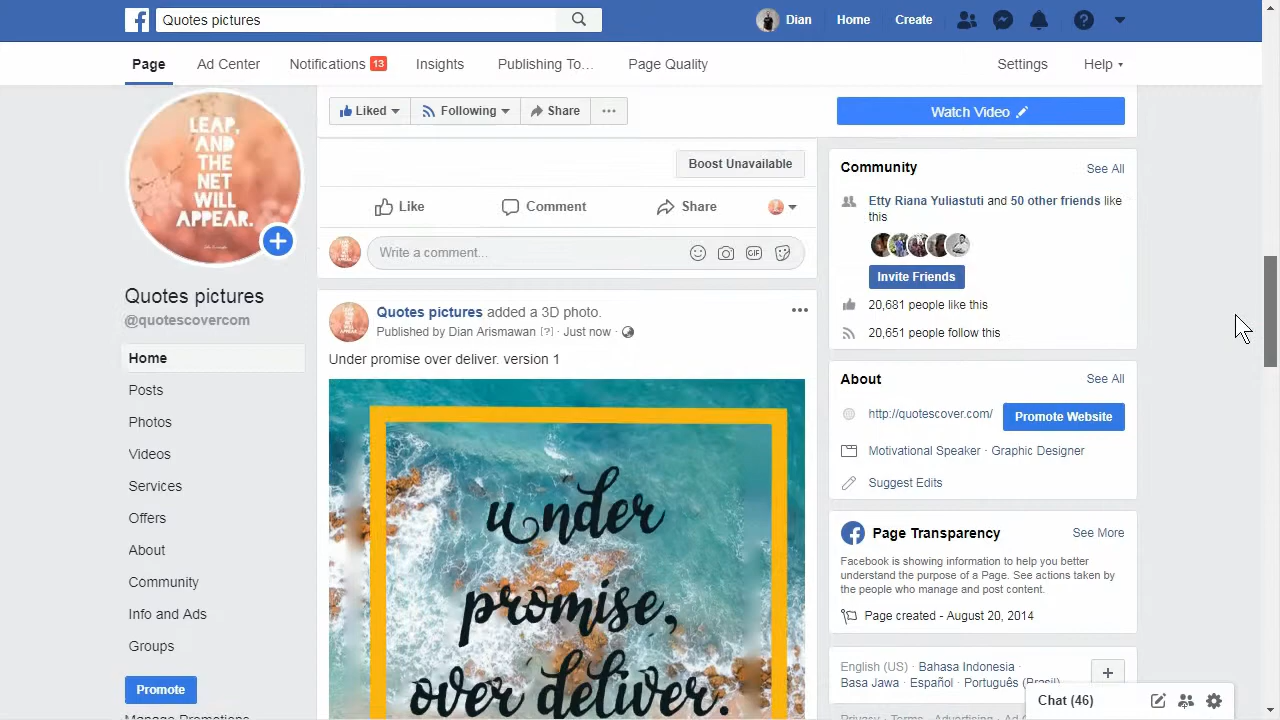 Quotes pictures
Dian
Home
Create
Page
Ad Center
Notifications 13
Insights
Publishing To...
Page Quality
Settings
Help
LEAP,
AND
THE
NET
WILL
APPEAR.
Quotes pictures
@quotescovercom
Home
Posts
Photos
Videos
Services
Offers
About
Community
Info and Ads
Groups
Promote
Manage Promotions
Liked
Following
Share
Watch Video
Boost Unavailable
Like
Comment
Share
Write a comment...
GIF
Quotes pictures added a 3D photo.
Published by Dian Arismawan [?] · Just now ·
Under promise over deliver. version 1
under
promise,
over deliver.
Community
See All
Etty Riana Yuliastuti and 50 other friends like
this
Invite Friends
20,681 people like this
20,651 people follow this
About
See All
http://quotescover.com/
Promote Website
Motivational Speaker · Graphic Designer
Suggest Edits
Page Transparency
See More
Facebook is showing information to help you better
understand the purpose of a Page. See actions taken by
the people who manage and post content.
Page created - August 20, 2014
English (US) · Bahasa Indonesia ·
Basa Jawa · Español · Português (Brasil)
Privacy · Terms · Advertising · Ad
Chat (46)